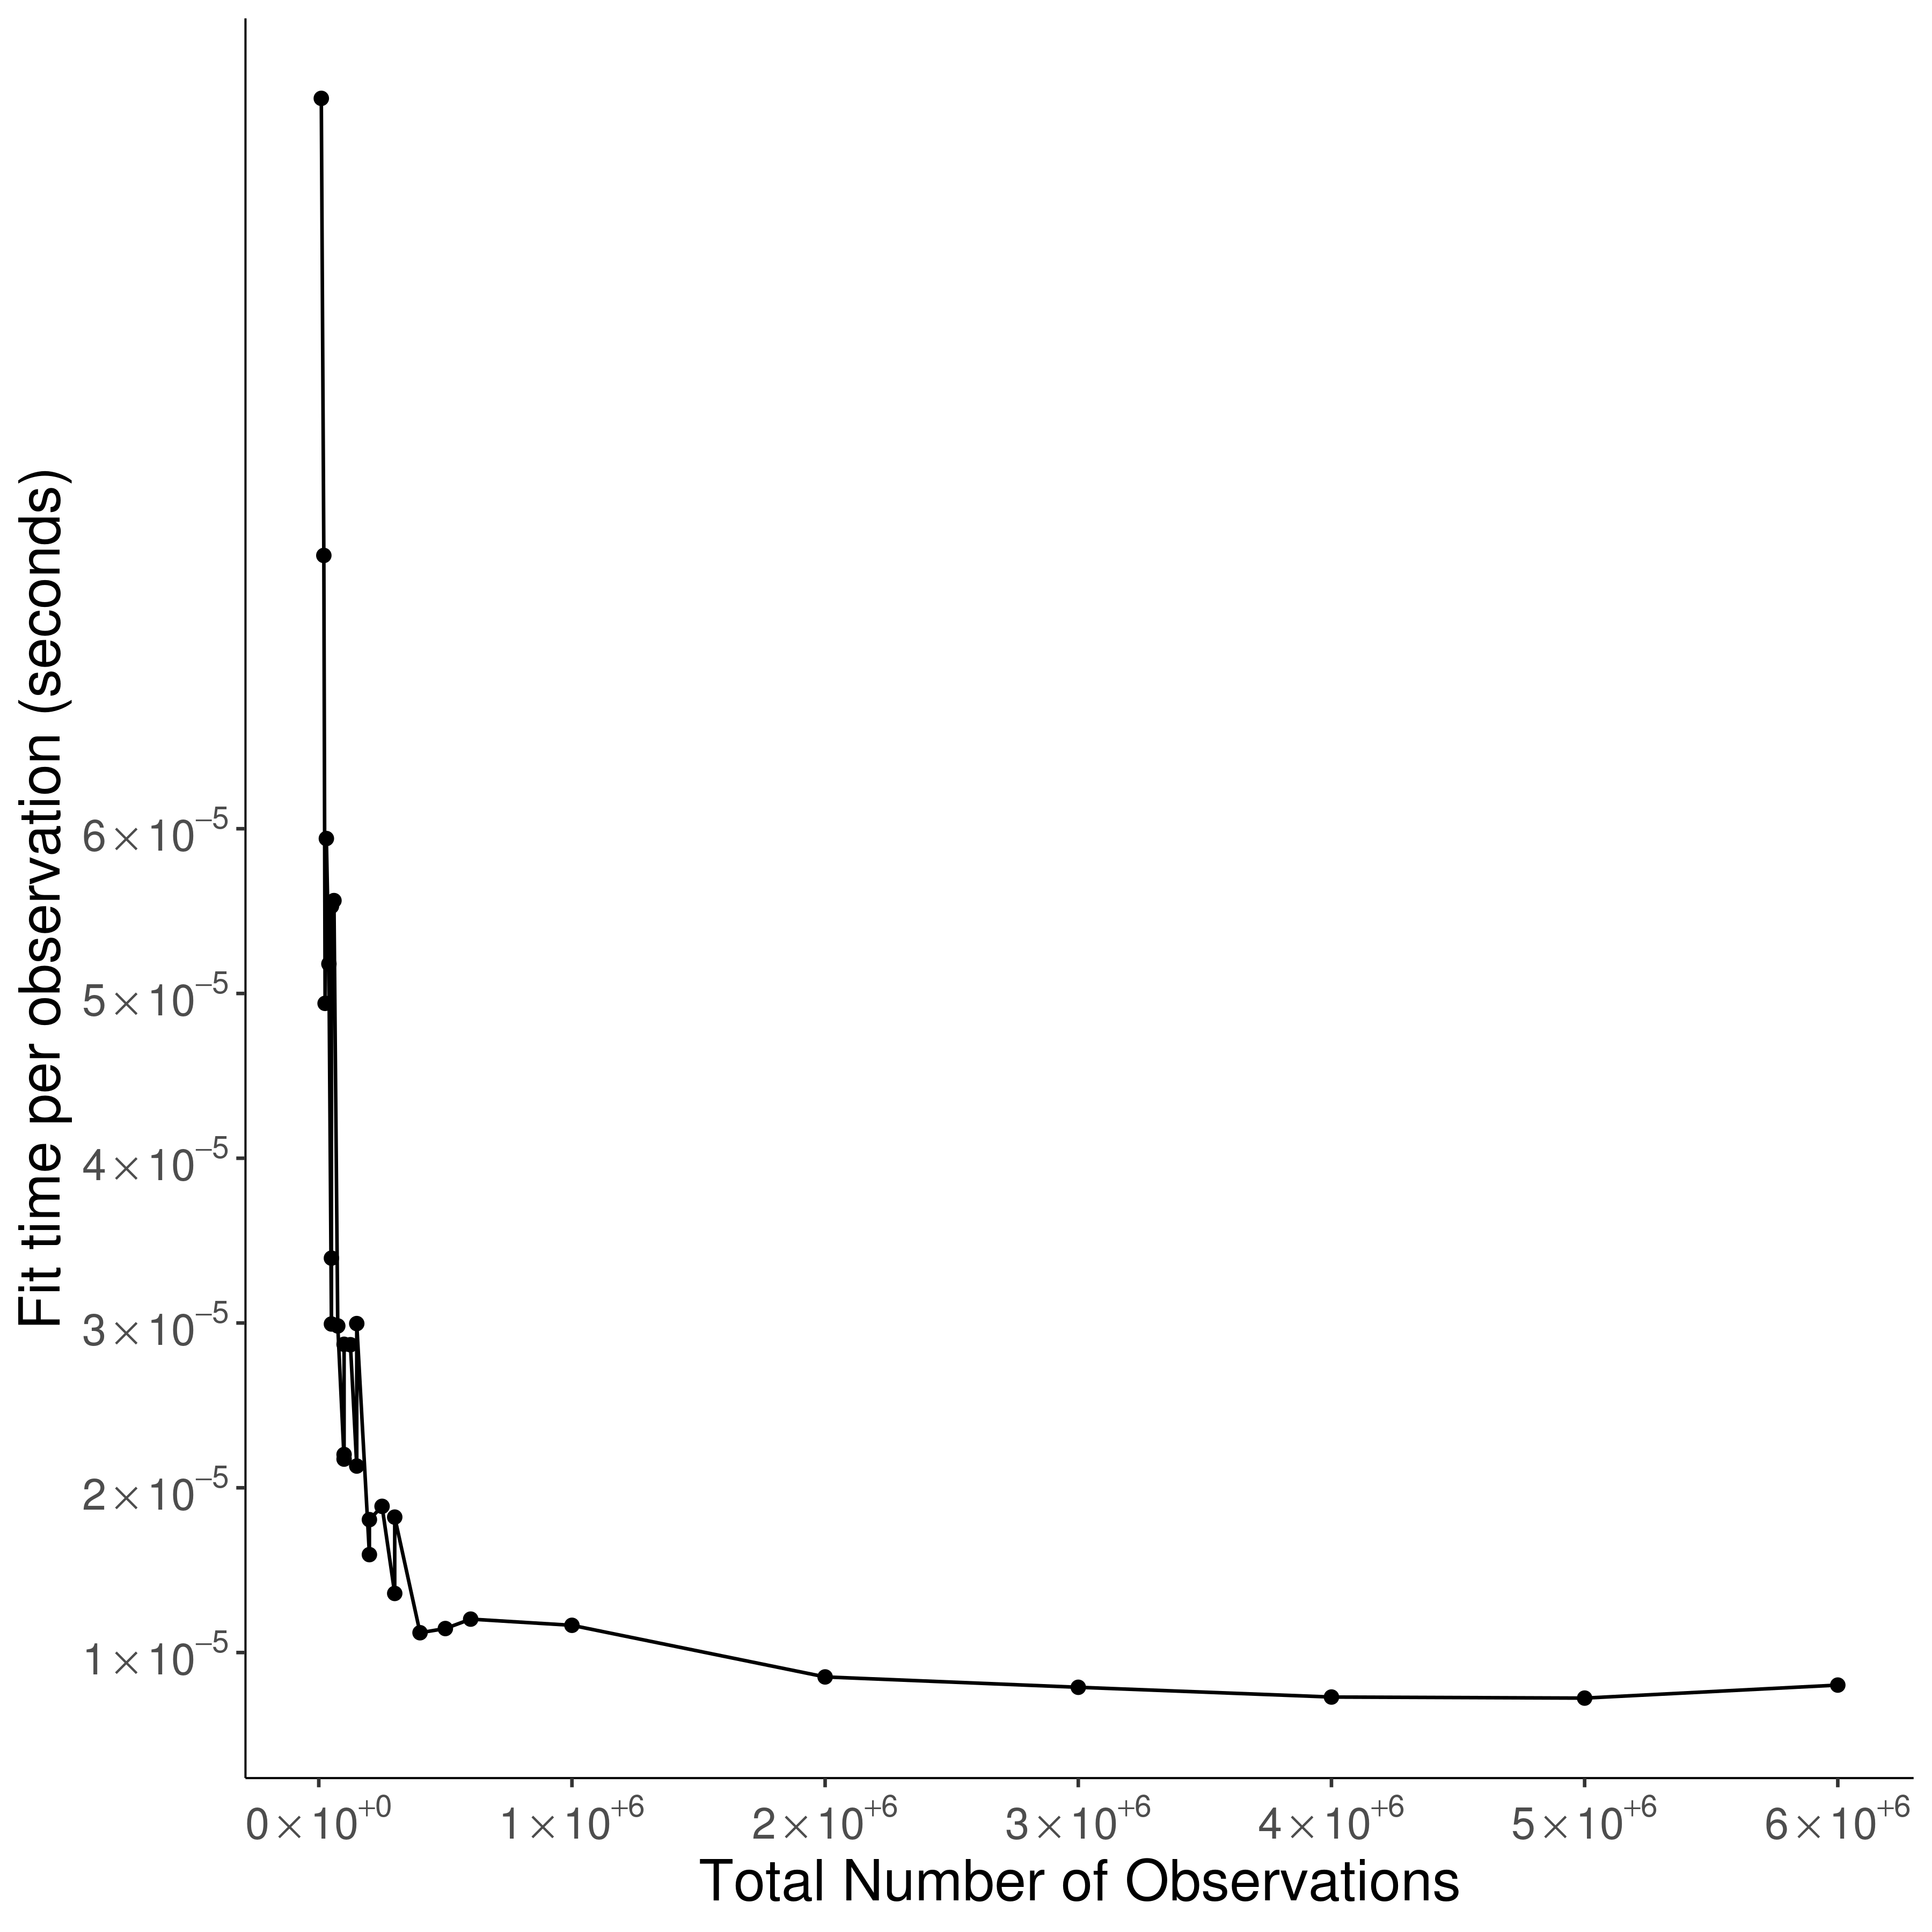 Fit time per observation (seconds)
6×10−5
5×10−5
4×10−5
3×10−5
2×10−5
1×10−5
0×10+0 1×10+6 2×10+6 3×10+6 4×10+6 5×10+6 6×10+6
Total Number of Observations